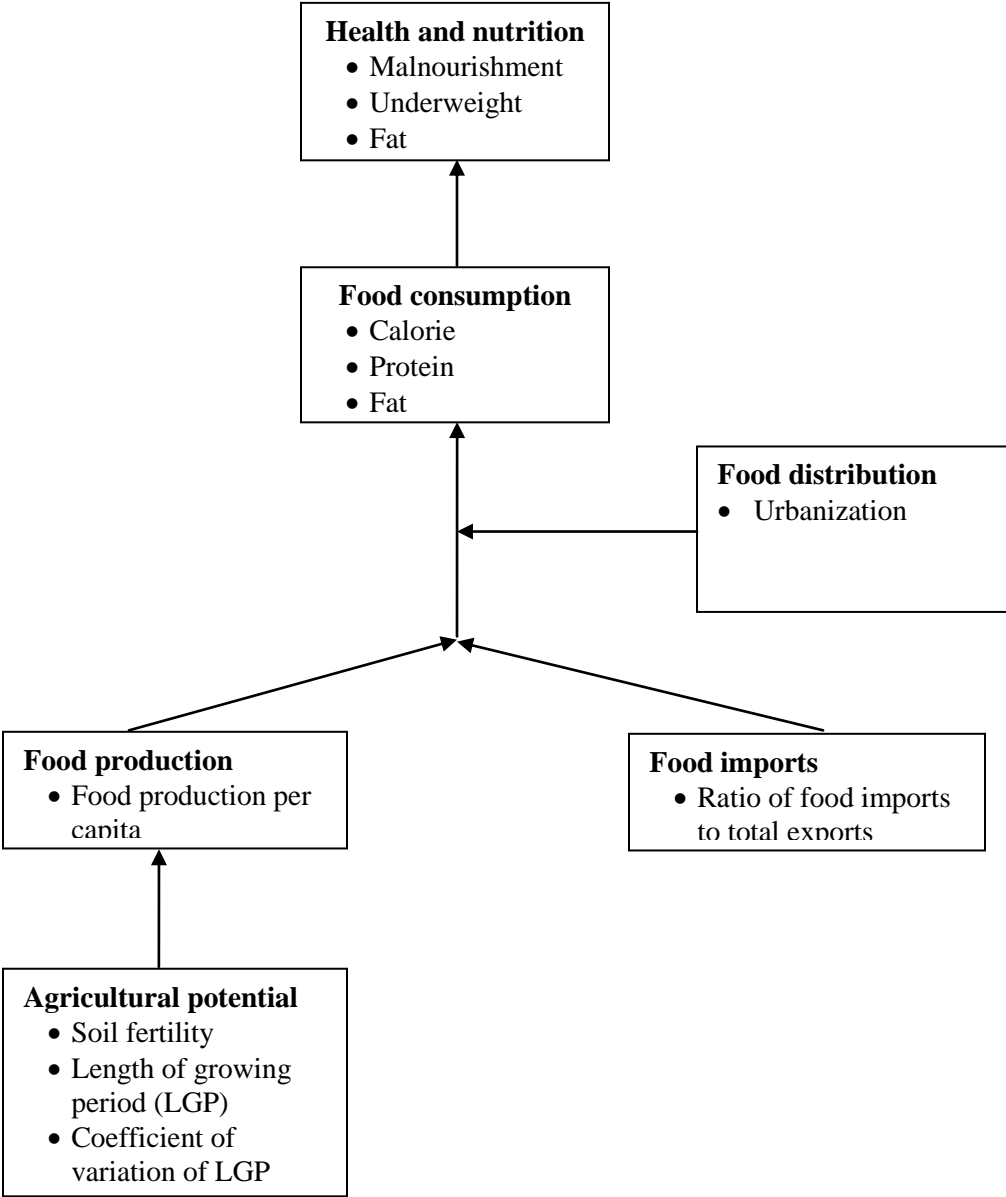 Health and nutrition
• Malnourishment
• Underweight
• Fat
Food consumption
• Calorie
• Protein
• Fat
Food distribution
• Urbanization
Food production
• Food production per
capita
Food imports
• Ratio of food imports
to total exports
Agricultural potential
• Soil fertility
• Length of growing
period (LGP)
• Coefficient of
variation of LGP